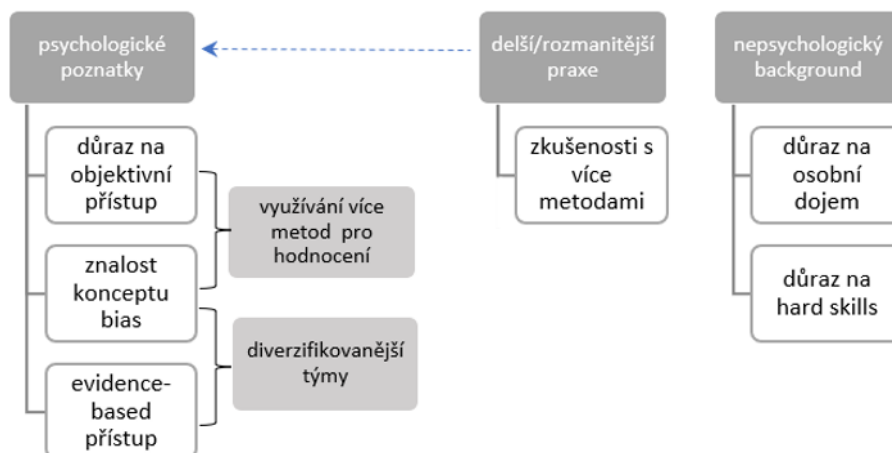 psychologické
poznatky
delší/rozmanitější
praxe
nepsychologický
background
důraz na
objektivní
přístup
znalost
konceptu
bias
evidence-
based
přístup
využívání více
metod pro
hodnocení
diverzifikovanější
týmy
zkušenosti s
více
metodami
důraz na
osobní
dojem
důraz na
hard skills